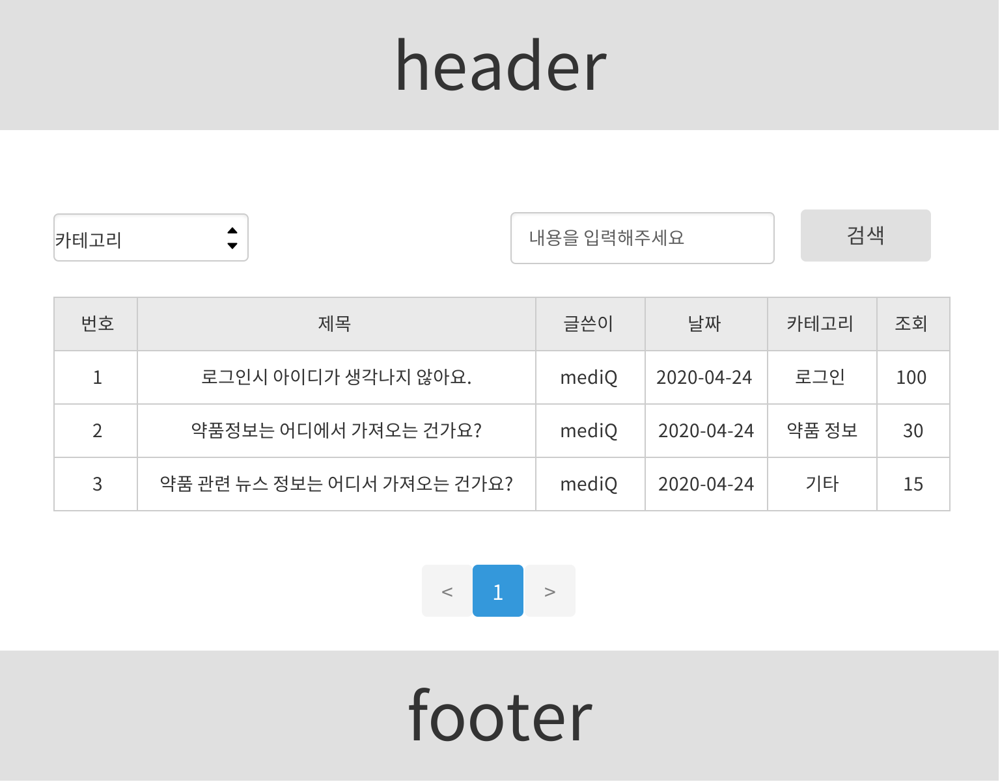 header
카테고리
내용을 입력해주세요
검색
번호 제목 글쓴이 날짜 카테고리 조회
1 로그인시 아이디가 생각나지 않아요. mediQ 2020-04-24 로그인 100
2 약품정보는 어디에서 가져오는 건가요? mediQ 2020-04-24 약품 정보 30
3 약품 관련 뉴스 정보는 어디서 가져오는 건가요? mediQ 2020-04-24 기타 15
< 1 >
footer